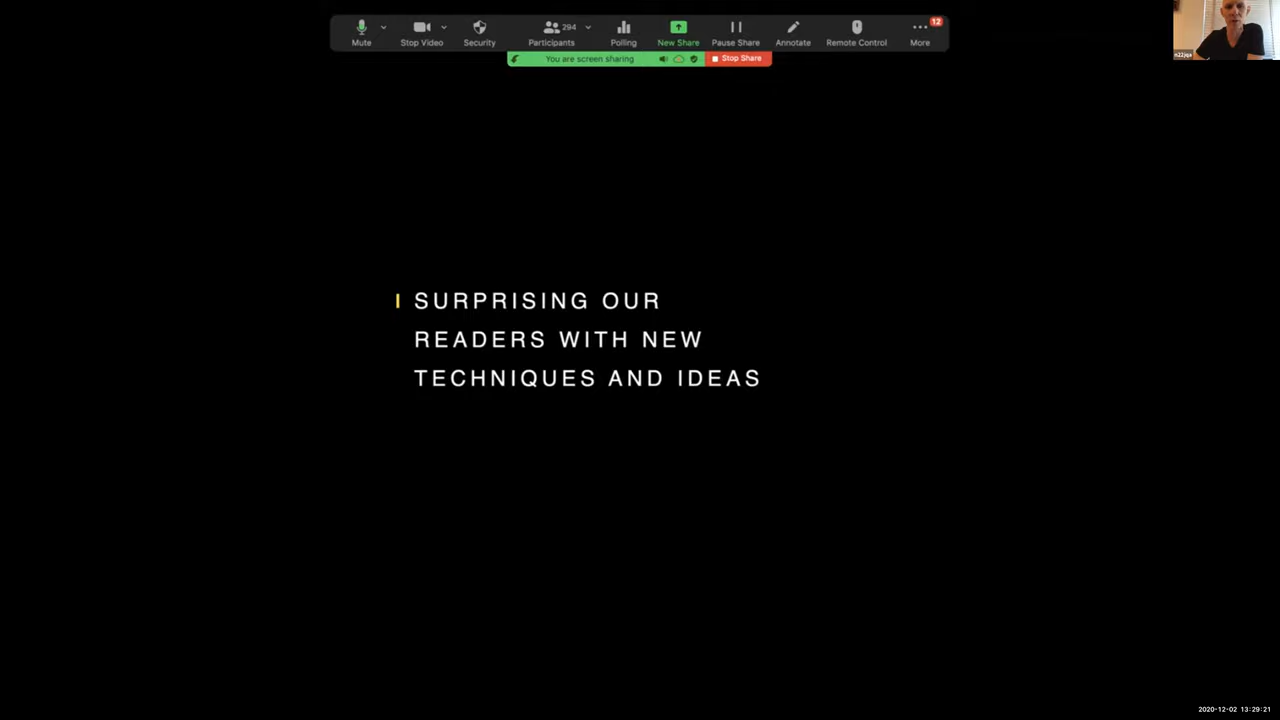 294
12
Mute
Stop Video
Security
Participants
Polling
New Share
Pause Share
Annotate
Remote Control
More
You are screen sharing
Stop Share
I SURPRISING OUR
READERS WITH NEW
TECHNIQUES AND IDEAS
2020-12-02 13:29:21